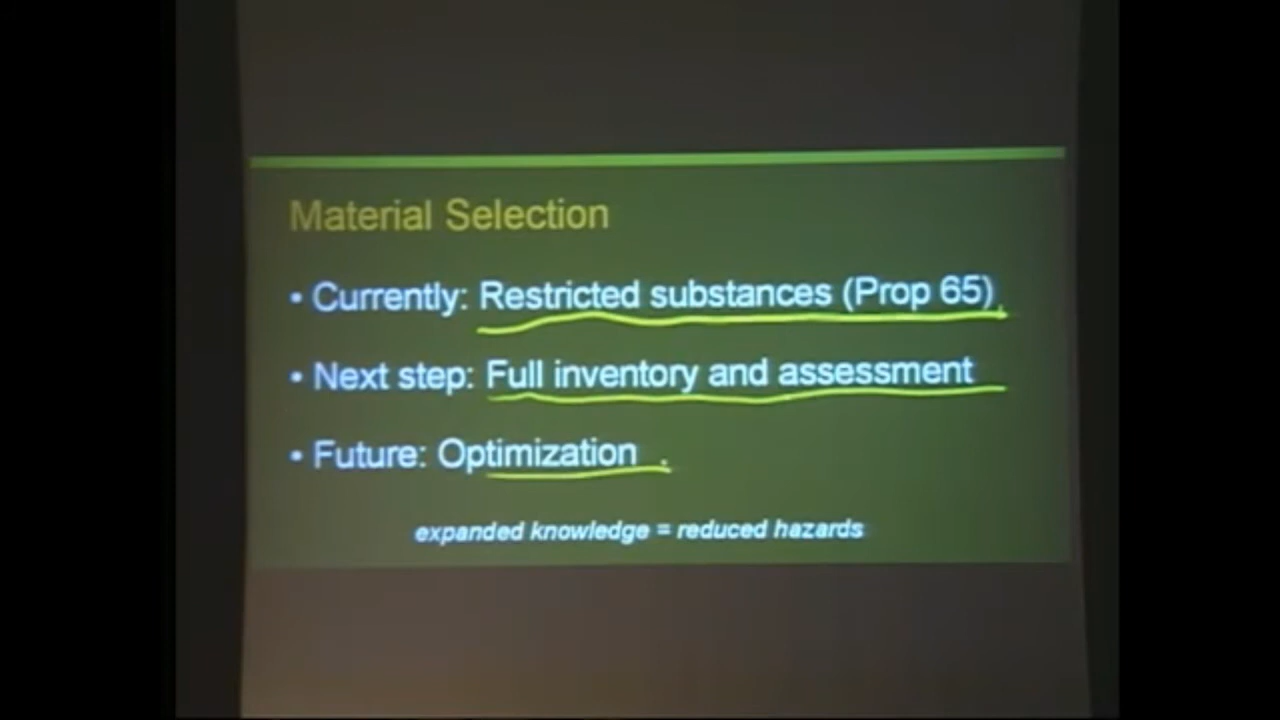 Material Selection
• Currently: Restricted substances (Prop 65)
• Next step: Full inventory and assessment
• Future: Optimization
expanded knowledge = reduced hazards